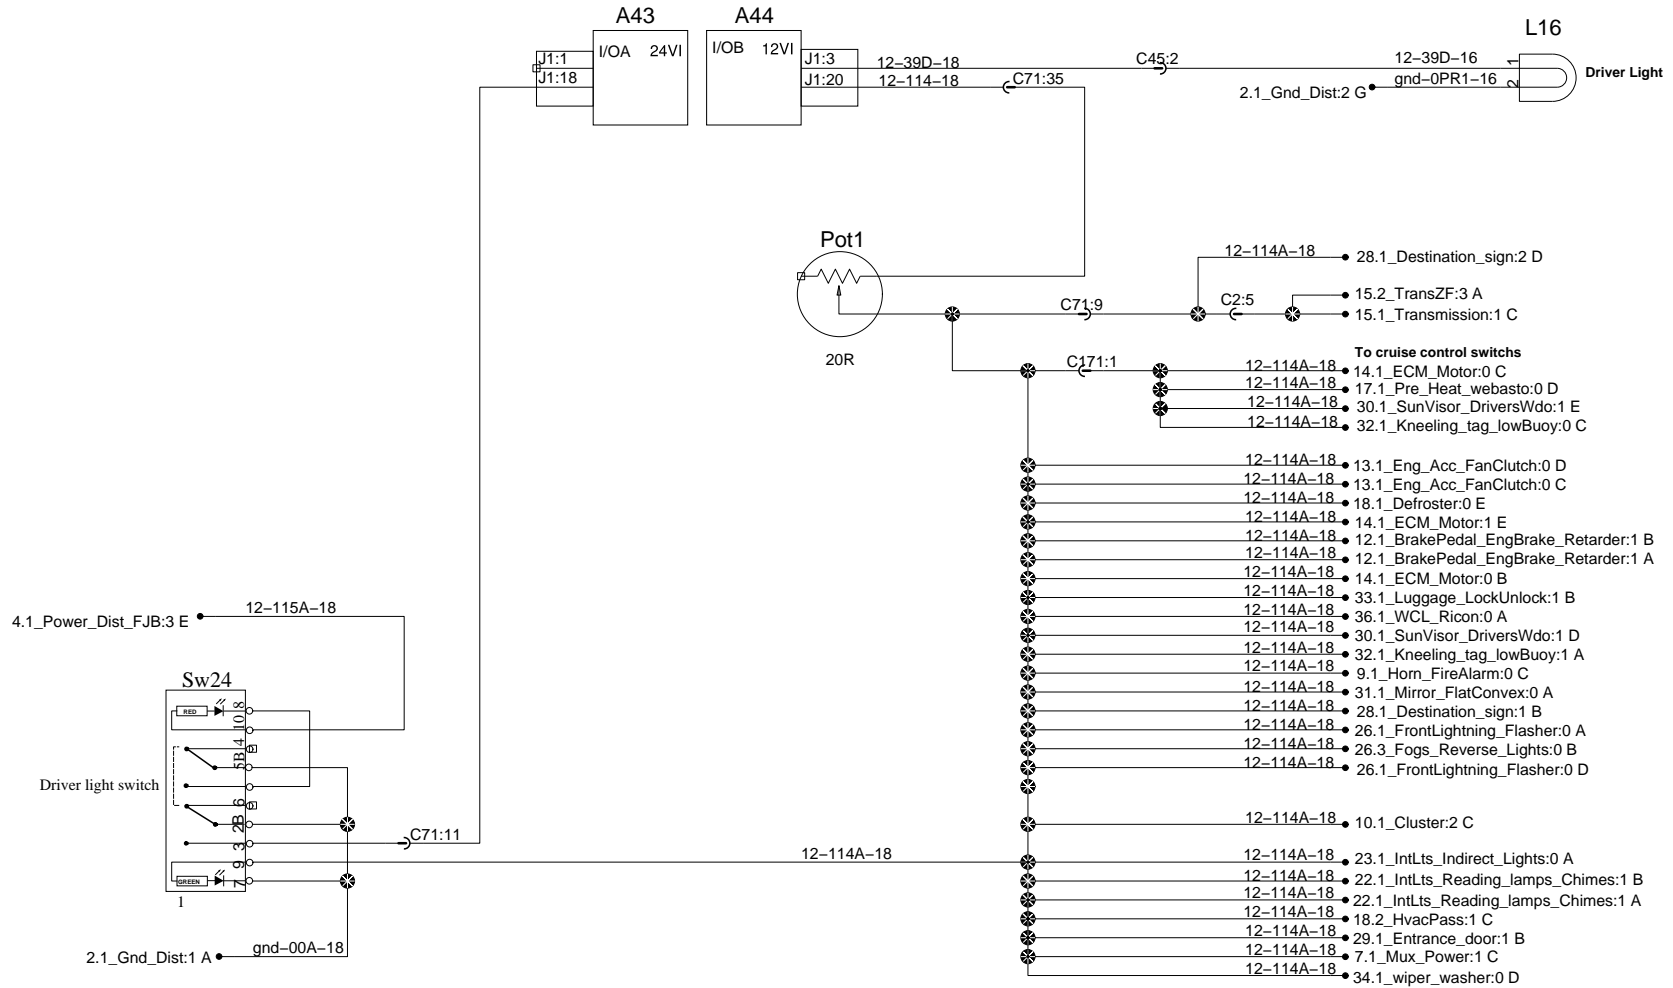 A43
A44
L16
I/OA 24VI
I/OB 12VI
J1:1
J1:18
J1:3
J1:20
12-39D-18
12-114-18
C45:2
C71:35
12-39D-16
gnd-0PR1-16
1
2
Driver Light
2.1_Gnd_Dist:2 G
Pot1
20R
12-114A-18
28.1_Destination_sign:2 D
C71:9
C2:5
15.2_TransZF:3 A
15.1_Transmission:1 C
To cruise control switchs
C171:1
12-114A-18 14.1_ECM_Motor:0 C
12-114A-18 17.1_Pre_Heat_webasto:0 D
12-114A-18 30.1_SunVisor_DriversWdo:1 E
12-114A-18 32.1_Kneeling_tag_lowBuoy:0 C
12-114A-18 13.1_Eng_Acc_FanClutch:0 D
12-114A-18 13.1_Eng_Acc_FanClutch:0 C
12-114A-18 18.1_Defroster:0 E
12-114A-18 14.1_ECM_Motor:1 E
12-114A-18 12.1_BrakePedal_EngBrake_Retarder:1 B
12-114A-18 12.1_BrakePedal_EngBrake_Retarder:1 A
12-114A-18 14.1_ECM_Motor:0 B
12-114A-18 33.1_Luggage_LockUnlock:1 B
12-114A-18 36.1_WCL_Ricon:0 A
12-114A-18 30.1_SunVisor_DriversWdo:1 D
12-114A-18 32.1_Kneeling_tag_lowBuoy:1 A
12-114A-18 9.1_Horn_FireAlarm:0 C
12-114A-18 31.1_Mirror_FlatConvex:0 A
12-114A-18 28.1_Destination_sign:1 B
12-114A-18 26.1_FrontLightning_Flasher:0 A
12-114A-18 26.3_Fogs_Reverse_Lights:0 B
12-114A-18 26.1_FrontLightning_Flasher:0 D
12-114A-18 10.1_Cluster:2 C
12-114A-18 23.1_IntLts_Indirect_Lights:0 A
12-114A-18 22.1_IntLts_Reading_lamps_Chimes:1 B
12-114A-18 22.1_IntLts_Reading_lamps_Chimes:1 A
12-114A-18 18.2_HvacPass:1 C
12-114A-18 29.1_Entrance_door:1 B
12-114A-18 7.1_Mux_Power:1 C
12-114A-18 34.1_wiper_washer:0 D
4.1_Power_Dist_FJB:3 E
12-115A-18
Sw24
RED
8
10
4
5B
Driver light switch
6
2B
3
9
GREEN
7
1
C71:11
12-114A-18
2.1_Gnd_Dist:1 A
gnd-00A-18